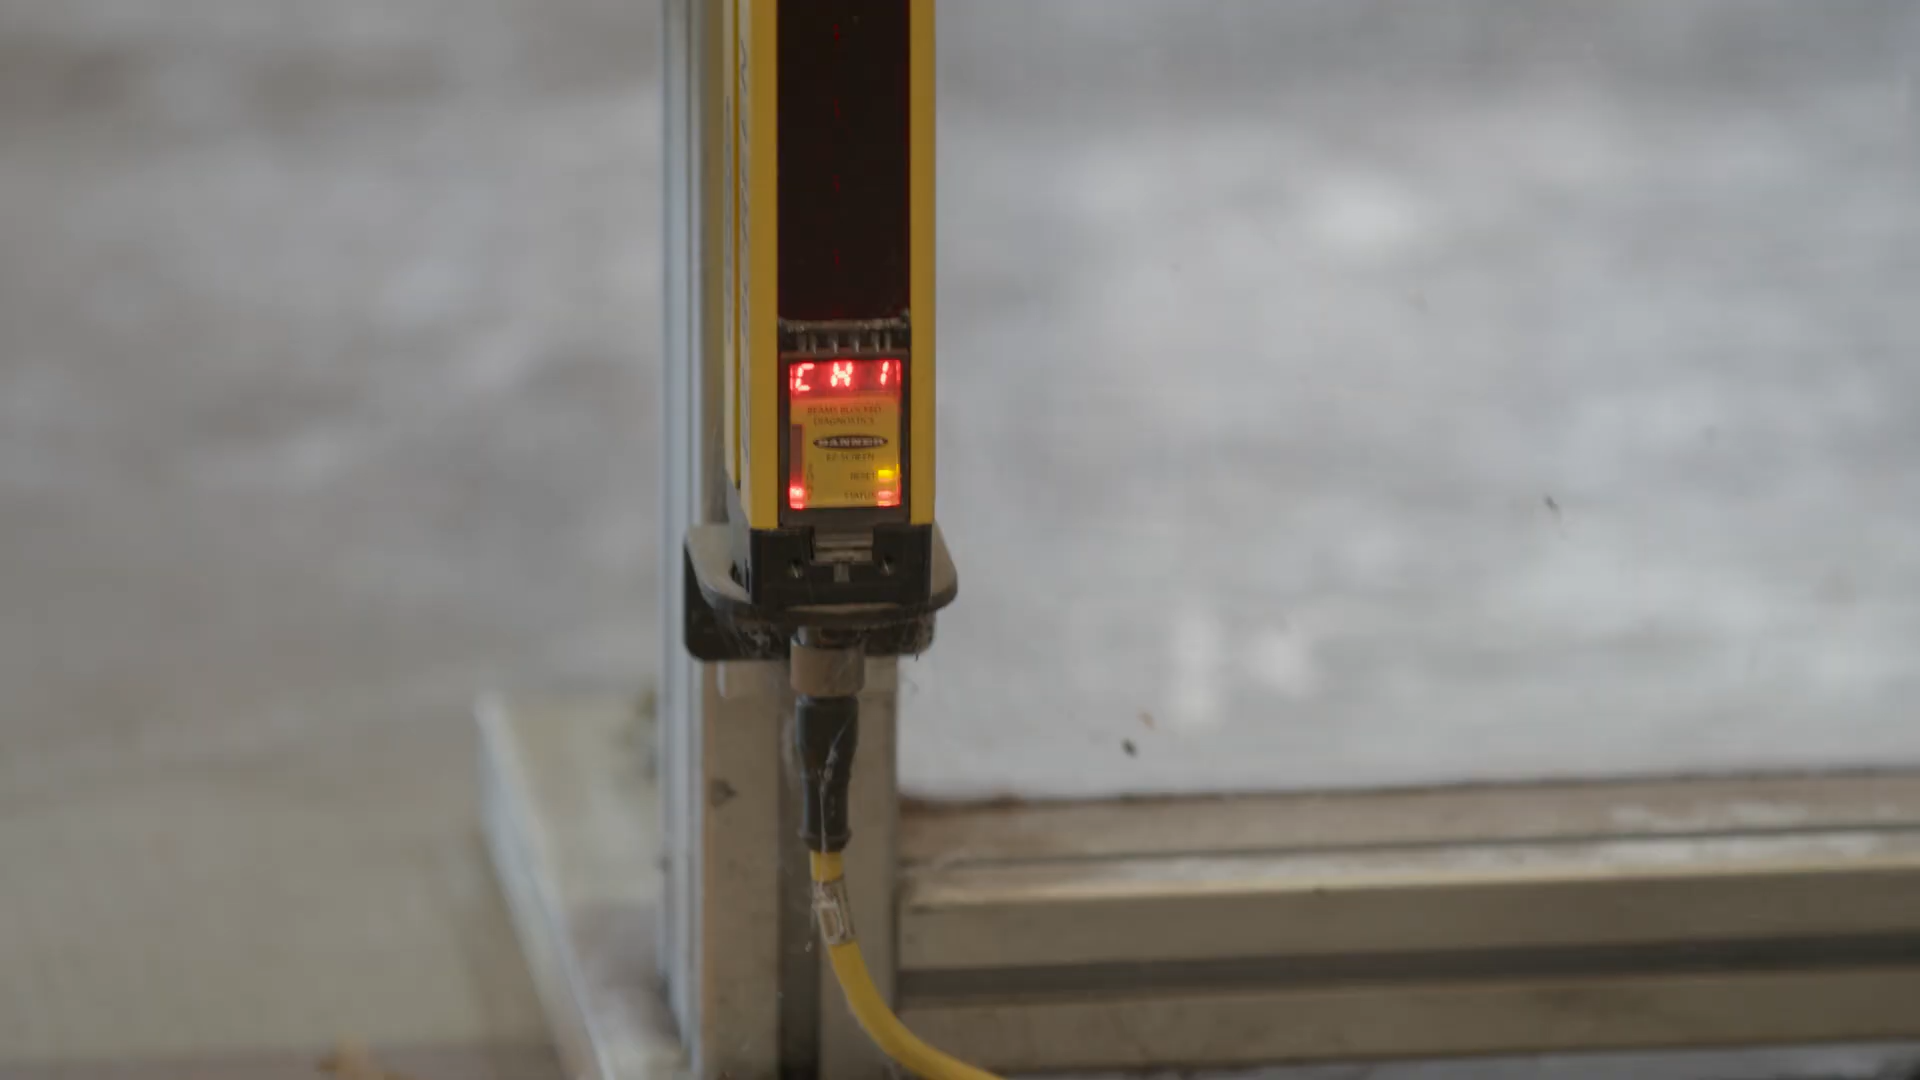 CH1
BEAMS BLOCKED
DIAGNOSTICS
BANNER
EZ-SCREEN
RESET
STATUS